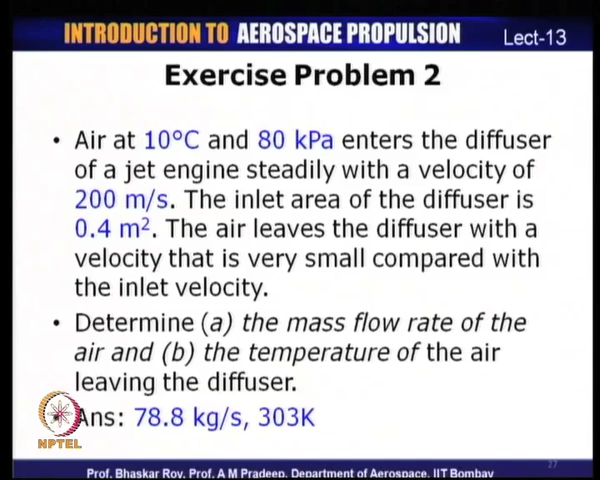 INTRODUCTION TO AEROSPACE PROPULSION Lect-13
Exercise Problem 2
• Air at 10°C and 80 kPa enters the diffuser
of a jet engine steadily with a velocity of
200 m/s. The inlet area of the diffuser is
0.4 m². The air leaves the diffuser with a
velocity that is very small compared with
the inlet velocity.
• Determine (a) the mass flow rate of the
air and (b) the temperature of the air
leaving the diffuser.
• Ans: 78.8 kg/s, 303K
NPTEL
27
Prof. Bhaskar Roy, Prof. A M Pradeep, Department of Aerospace, IIT Bombay